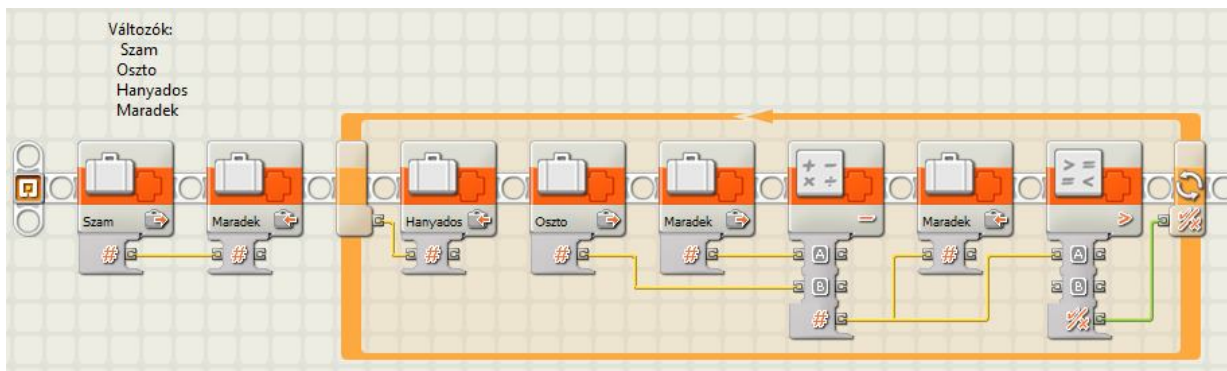 Változók:
Szam
Oszto
Hanyados
Maradek
Szam Maradek Hanyados Oszto Maradek − Maradek >
# # # # # A # A
B B
#